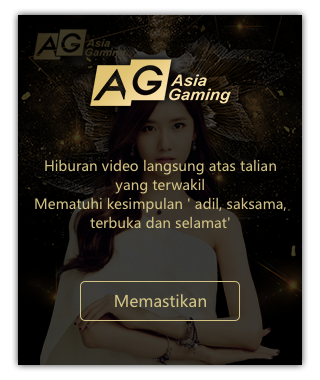 AG Asia
Gaming
AG Asia
Gaming
Hiburan video langsung atas talian
yang terwakil
Mematuhi kesimpulan ' adil, saksama,
terbuka dan selamat'
Memastikan